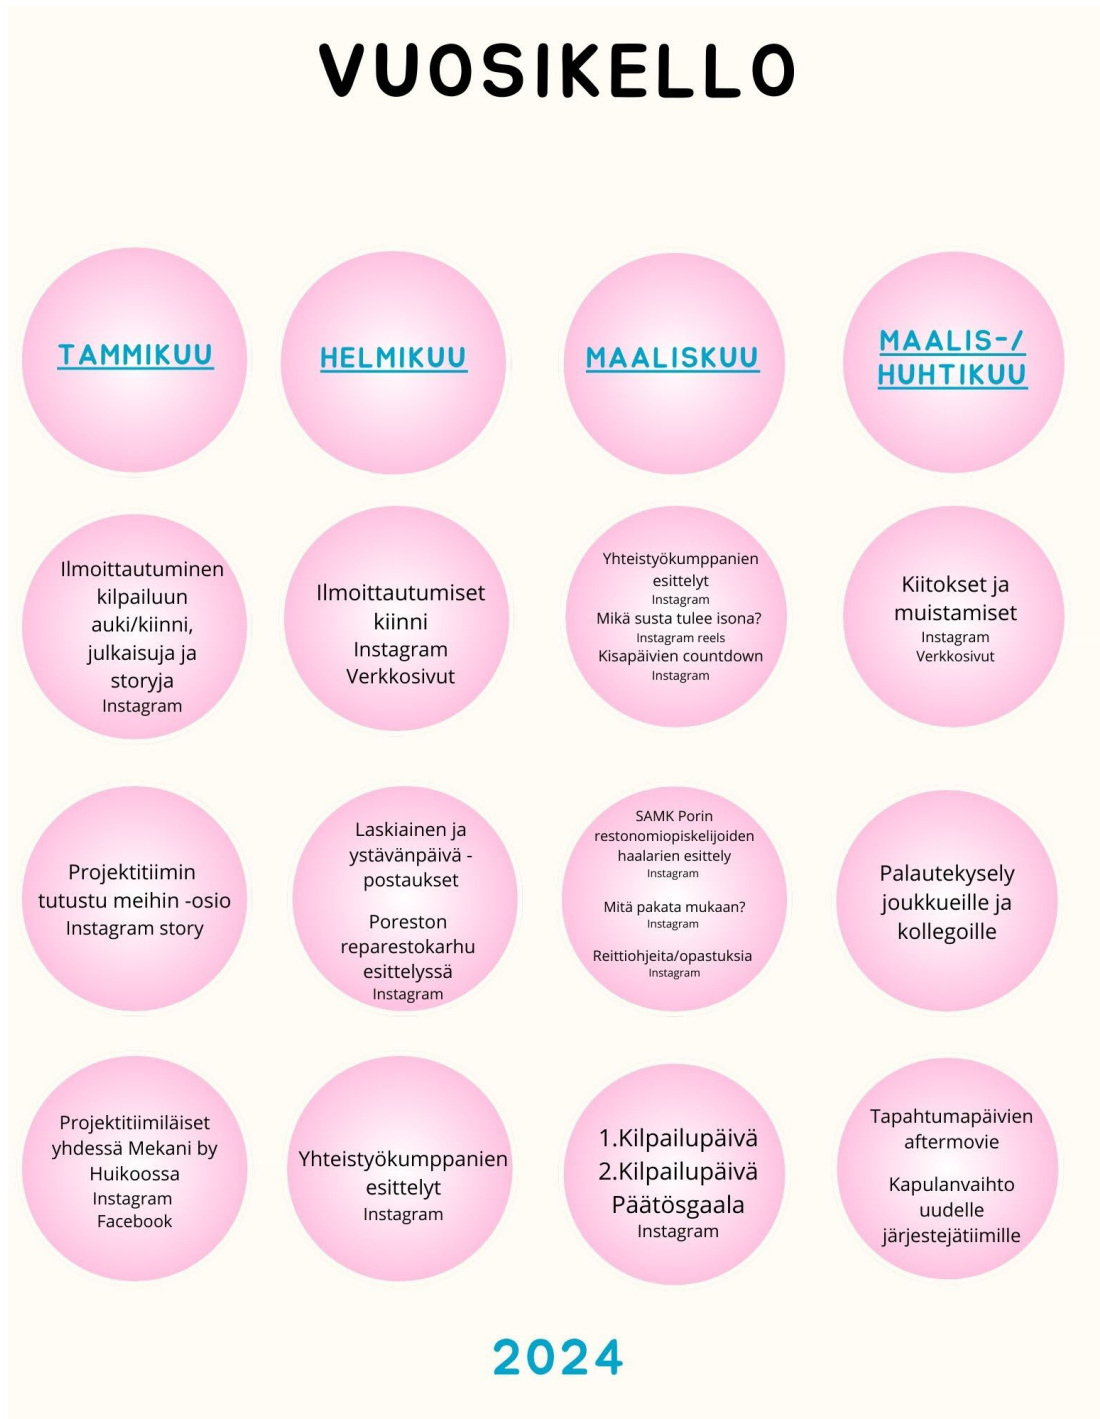 VUOSIKELLO
TAMMIKUU
HELMIKUU
MAALISKUU
MAALIS-/
HUHTIKUU
Ilmoittautuminen
kilpailuun
auki/kiinni,
julkaisuja ja
storyja
Instagram
Ilmoittautumiset
kiinni
Instagram
Verkkosivut
Yhteistyökumppanien
esittelyt
Instagram
Mikä susta tulee isona?
Instagram reels
Kisapäivien countdown
Instagram
Kiitokset ja
muistamiset
Instagram
Verkkosivut
Projektitiimin
tutustu meihin -osio
Instagram story
Laskiainen ja
ystävänpäivä -
postaukset
Poreston
reparestokarhu
esittelyssä
Instagram
SAMK Porin
restonomiopiskelijoiden
haalarien esittely
Instagram
Mitä pakata mukaan?
Instagram
Reittiohjeita/opastuksia
Instagram
Palautekysely
joukkueille ja
kollegoille
Projektitiimiläiset
yhdessä Mekani by
Huikoossa
Instagram
Facebook
Yhteistyökumppanien
esittelyt
Instagram
1.Kilpailupäivä
2.Kilpailupäivä
Päätösgaala
Instagram
Tapahtumapäivien
aftermovie
Kapulanvaihto
uudelle
järjestejätiimille
2024